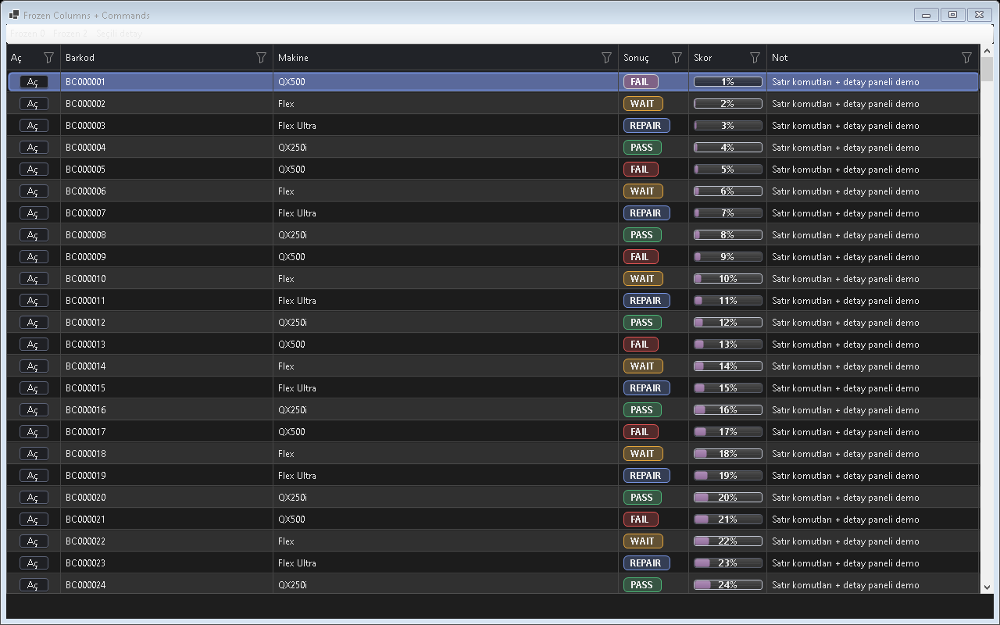 Frozen Columns + Commands
Frozen 0 Frozen 2 Seçili detay
Aç Barkod Makine Sonuç Skor Not
Aç BC000001 QX500 FAIL 1% Satır komutları + detay paneli demo
Aç BC000002 Flex WAIT 2% Satır komutları + detay paneli demo
Aç BC000003 Flex Ultra REPAIR 3% Satır komutları + detay paneli demo
Aç BC000004 QX250i PASS 4% Satır komutları + detay paneli demo
Aç BC000005 QX500 FAIL 5% Satır komutları + detay paneli demo
Aç BC000006 Flex WAIT 6% Satır komutları + detay paneli demo
Aç BC000007 Flex Ultra REPAIR 7% Satır komutları + detay paneli demo
Aç BC000008 QX250i PASS 8% Satır komutları + detay paneli demo
Aç BC000009 QX500 FAIL 9% Satır komutları + detay paneli demo
Aç BC000010 Flex WAIT 10% Satır komutları + detay paneli demo
Aç BC000011 Flex Ultra REPAIR 11% Satır komutları + detay paneli demo
Aç BC000012 QX250i PASS 12% Satır komutları + detay paneli demo
Aç BC000013 QX500 FAIL 13% Satır komutları + detay paneli demo
Aç BC000014 Flex WAIT 14% Satır komutları + detay paneli demo
Aç BC000015 Flex Ultra REPAIR 15% Satır komutları + detay paneli demo
Aç BC000016 QX250i PASS 16% Satır komutları + detay paneli demo
Aç BC000017 QX500 FAIL 17% Satır komutları + detay paneli demo
Aç BC000018 Flex WAIT 18% Satır komutları + detay paneli demo
Aç BC000019 Flex Ultra REPAIR 19% Satır komutları + detay paneli demo
Aç BC000020 QX250i PASS 20% Satır komutları + detay paneli demo
Aç BC000021 QX500 FAIL 21% Satır komutları + detay paneli demo
Aç BC000022 Flex WAIT 22% Satır komutları + detay paneli demo
Aç BC000023 Flex Ultra REPAIR 23% Satır komutları + detay paneli demo
Aç BC000024 QX250i PASS 24% Satır komutları + detay paneli demo